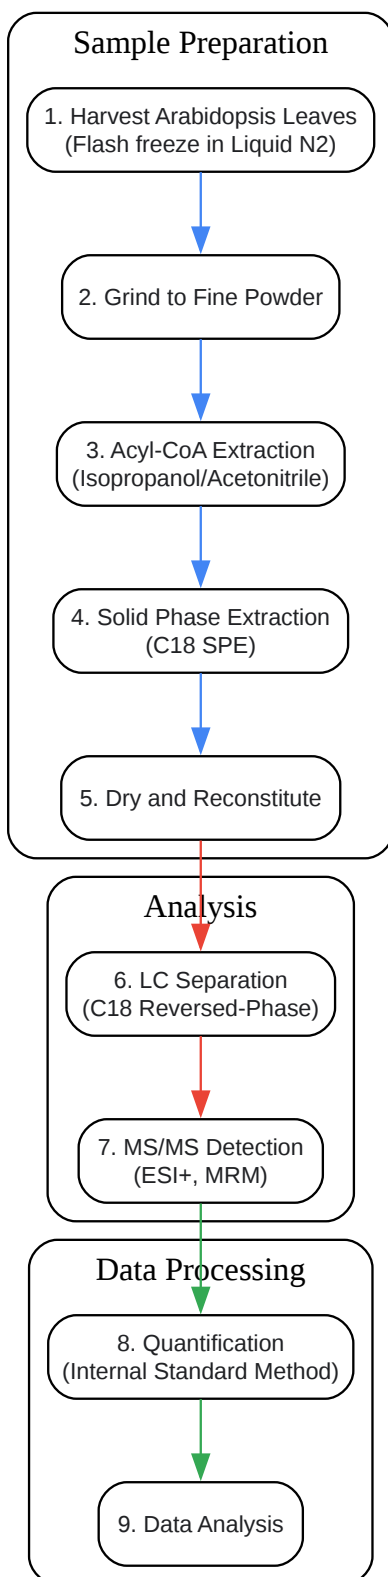 Sample Preparation
1. Harvest Arabidopsis Leaves
(Flash freeze in Liquid N2)
2. Grind to Fine Powder
3. Acyl-CoA Extraction
(Isopropanol/Acetonitrile)
4. Solid Phase Extraction
(C18 SPE)
5. Dry and Reconstitute
Analysis
6. LC Separation
(C18 Reversed-Phase)
7. MS/MS Detection
(ESI+, MRM)
Data Processing
8. Quantification
(Internal Standard Method)
9. Data Analysis